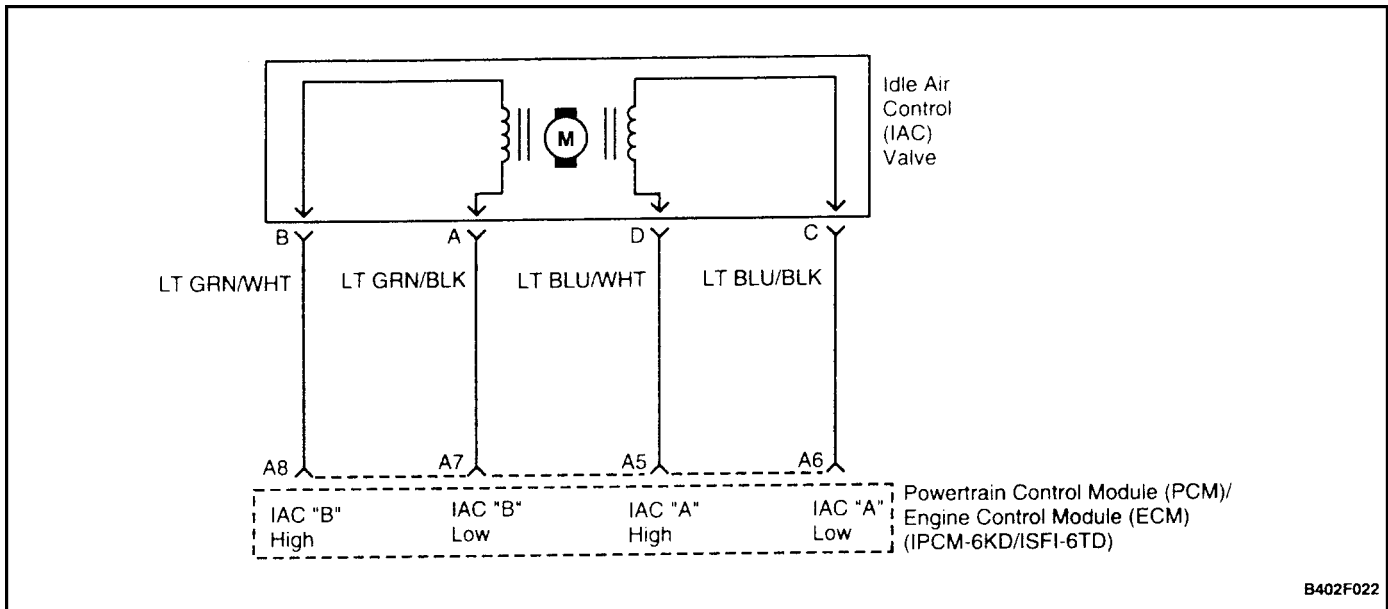 Idle Air
Control
(IAC)
Valve
M
B A D C
LT GRN/WHT LT GRN/BLK LT BLU/WHT LT BLU/BLK
A8 A7 A5 A6
IAC "B"
High
IAC "B"
Low
IAC "A"
High
IAC "A"
Low
Powertrain Control Module (PCM)/
Engine Control Module (ECM)
(IPCM-6KD/ISFI-6TD)
B402F022